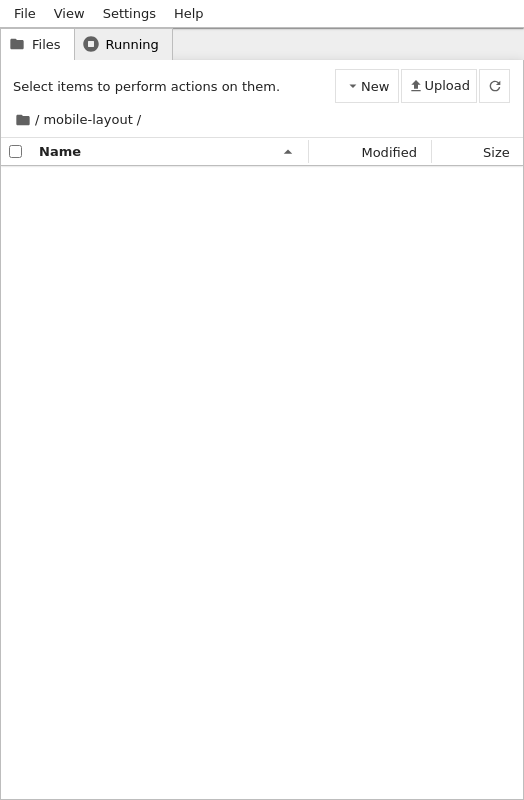 File View Settings Help
Files Running
Select items to perform actions on them. New Upload
/ mobile-layout /
Name Modified Size